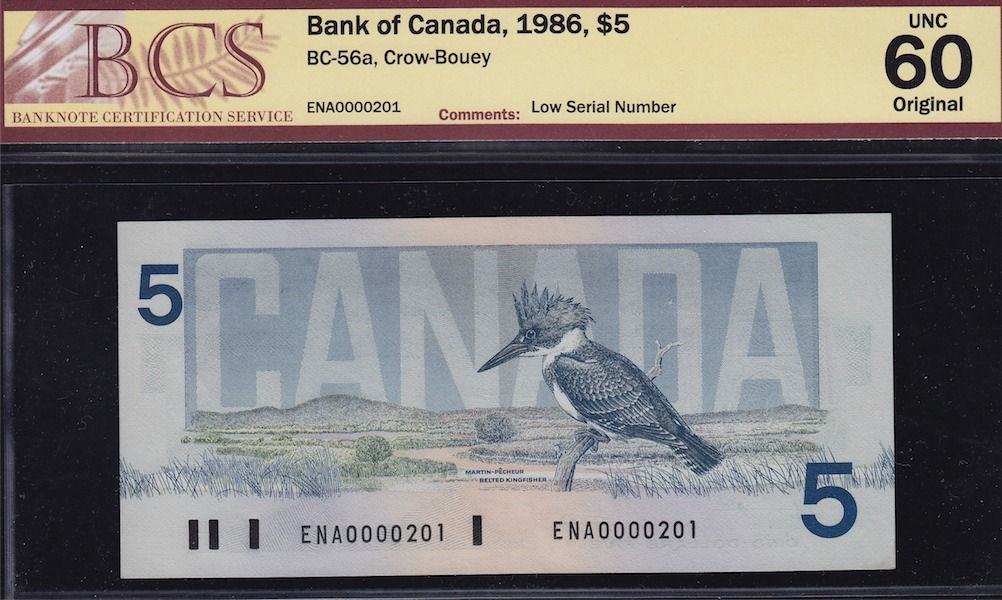 BCS
BANKNOTE CERTIFICATION SERVICE
Bank of Canada, 1986, $5
BC-56a, Crow-Bouey
ENA0000201
Comments: Low Serial Number
UNC
60
Original
5
CANADA
MARTIN-PÊCHEUR
BELTED KINGFISHER
5
ENA0000201
ENA0000201